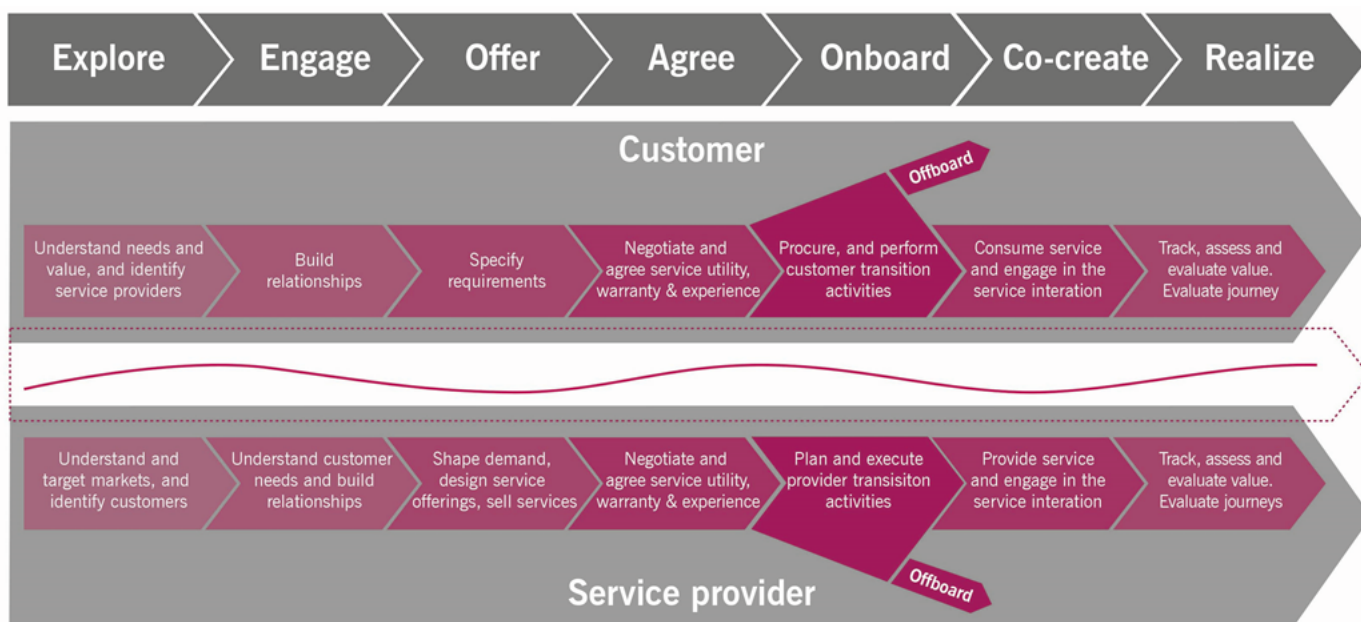 Explore
Engage
Offer
Agree
Onboard
Co-create
Realize
Customer
Offboard
Understand needs and
value, and identify
service providers
Build
relationships
Specify
requirements
Negotiate and
agree service utility,
warranty & experience
Procure, and perform
customer transition
activities
Consume service
and engage in the
service interation
Track, assess and
evaluate value.
Evaluate journey
Understand and
target markets, and
identify customers
Understand customer
needs and build
relationships
Shape demand,
design service
offerings, sell services
Negotiate and
agree service utility,
warranty & experience
Plan and execute
provider transisiton
activities
Provide service
and engage in the
service interation
Track, assess and
evaluate value.
Evaluate journeys
Offboard
Service provider